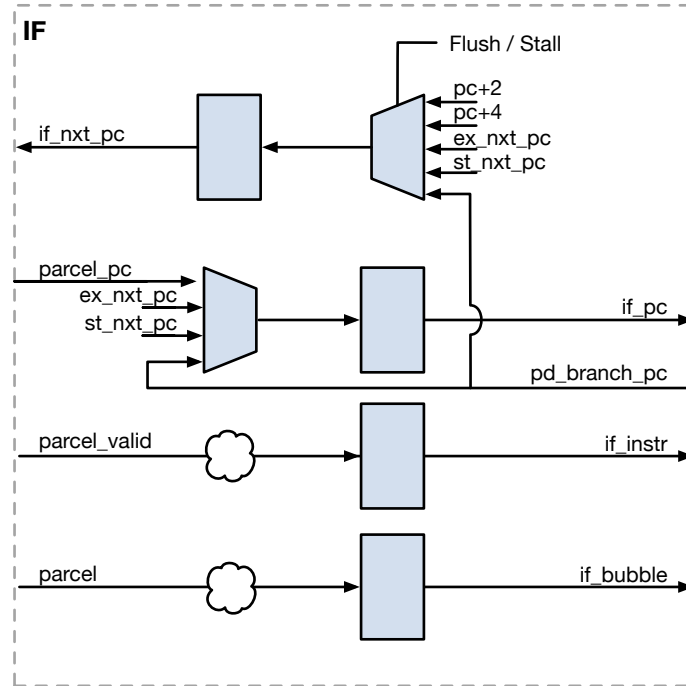 IF
Flush / Stall
pc+2
pc+4
if_nxt_pc
ex_nxt_pc
st_nxt_pc
parcel_pc
ex_nxt_pc
if_pc
st_nxt_pc
pd_branch_pc
parcel_valid
if_instr
parcel
if_bubble